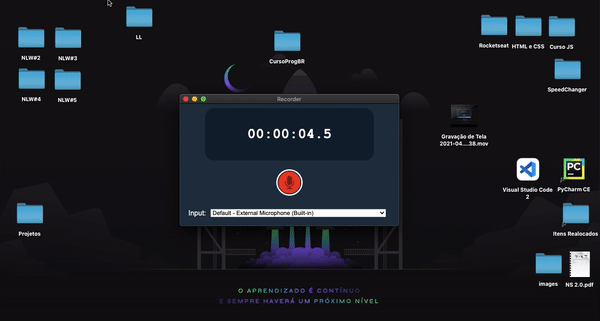 LL
NLW#2
NLW#3
CursoProgBR
Rocketseat
HTML e CSS
Curso JS
NLW#4
NLW#5
SpeedChanger
Recorder
00:00:04.5
Gravação de Tela
2021-04....38.mov
Visual Studio Code
2
PC
PyCharm CE
Input:
Default - External Microphone (Built-in)
Projetos
Itens Realocados
images
NS 2.0.pdf
O APRENDIZADO É CONTÍNUO
E SEMPRE HAVERÁ UM PRÓXIMO NÍVEL